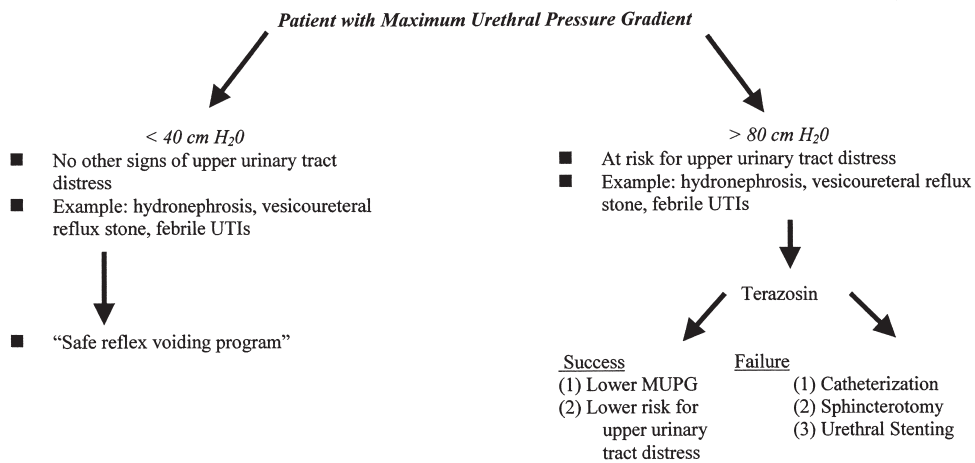 Patient with Maximum Urethral Pressure Gradient
< 40 cm H₂0
■ No other signs of upper urinary tract
distress
■ Example: hydronephrosis, vesicoureteral
reflux stone, febrile UTIs
■ “Safe reflex voiding program”
> 80 cm H₂0
■ At risk for upper urinary tract distress
■ Example: hydronephrosis, vesicoureteral reflux
stone, febrile UTIs
Terazosin
Success
(1) Lower MUPG
(2) Lower risk for
upper urinary
tract distress
Failure
(1) Catheterization
(2) Sphincterotomy
(3) Urethral Stenting